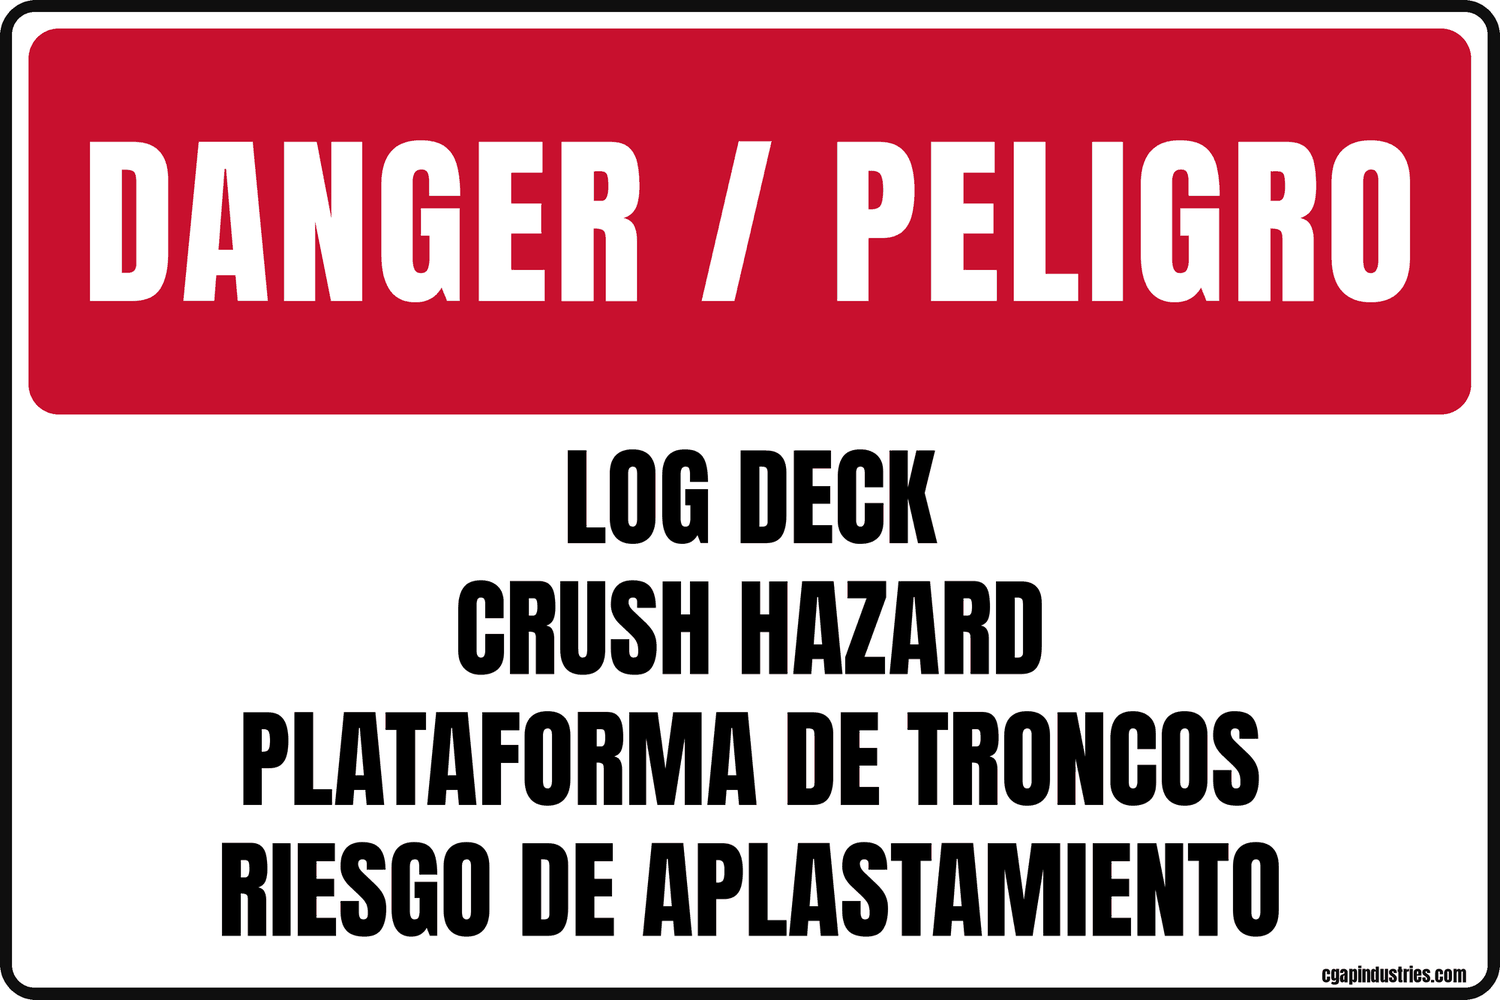 DANGER / PELIGRO
LOG DECK
CRUSH HAZARD
PLATAFORMA DE TRONCOS
RIESGO DE APLASTAMIENTO
cgapindustries.com